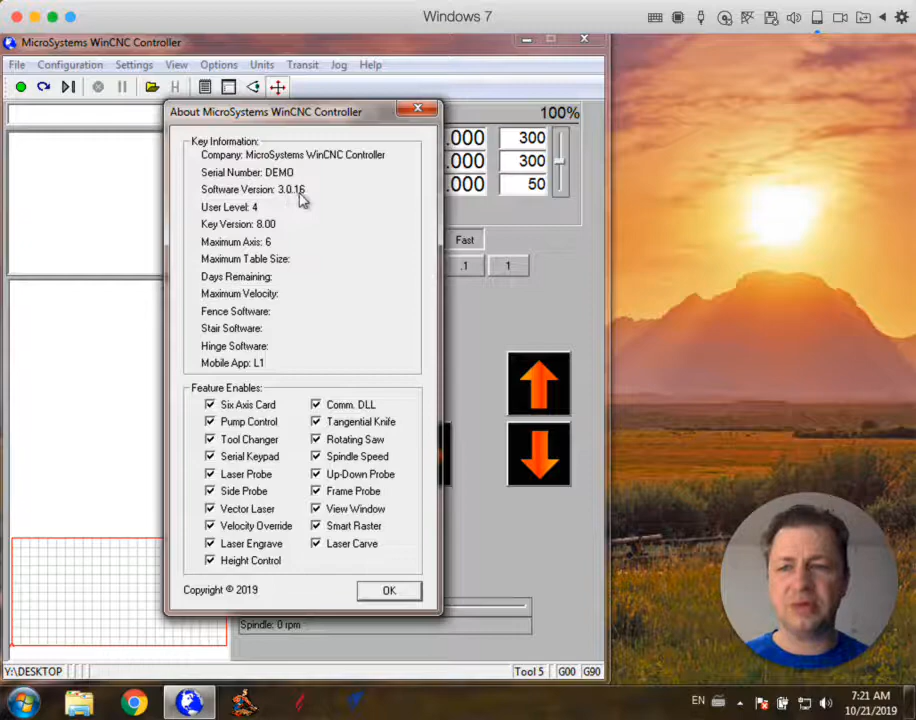 Windows 7
MicroSystems WinCNC Controller
File Configuration Settings View Options Units Transit Jog Help
H
About MicroSystems WinCNC Controller
100%
Key Information:
Company: MicroSystems WinCNC Controller
Serial Number: DEMO
Software Version: 3.0.16
User Level: 4
Key Version: 8.00
Maximum Axis: 6
Maximum Table Size:
Days Remaining:
Maximum Velocity:
Fence Software:
Stair Software:
Hinge Software:
Mobile App: L1
.000 300
.000 300
.000 50
Fast
.1 1
Feature Enables:
Six Axis Card Comm. DLL
Pump Control Tangential Knife
Tool Changer Rotating Saw
Serial Keypad Spindle Speed
Laser Probe Up-Down Probe
Side Probe Frame Probe
Vector Laser View Window
Velocity Override Smart Raster
Laser Engrave Laser Carve
Height Control
Copyright © 2019 OK
Spindle: 0 rpm
Y:\DESKTOP Tool 5 G00 G90
EN 7:21 AM
10/21/2019